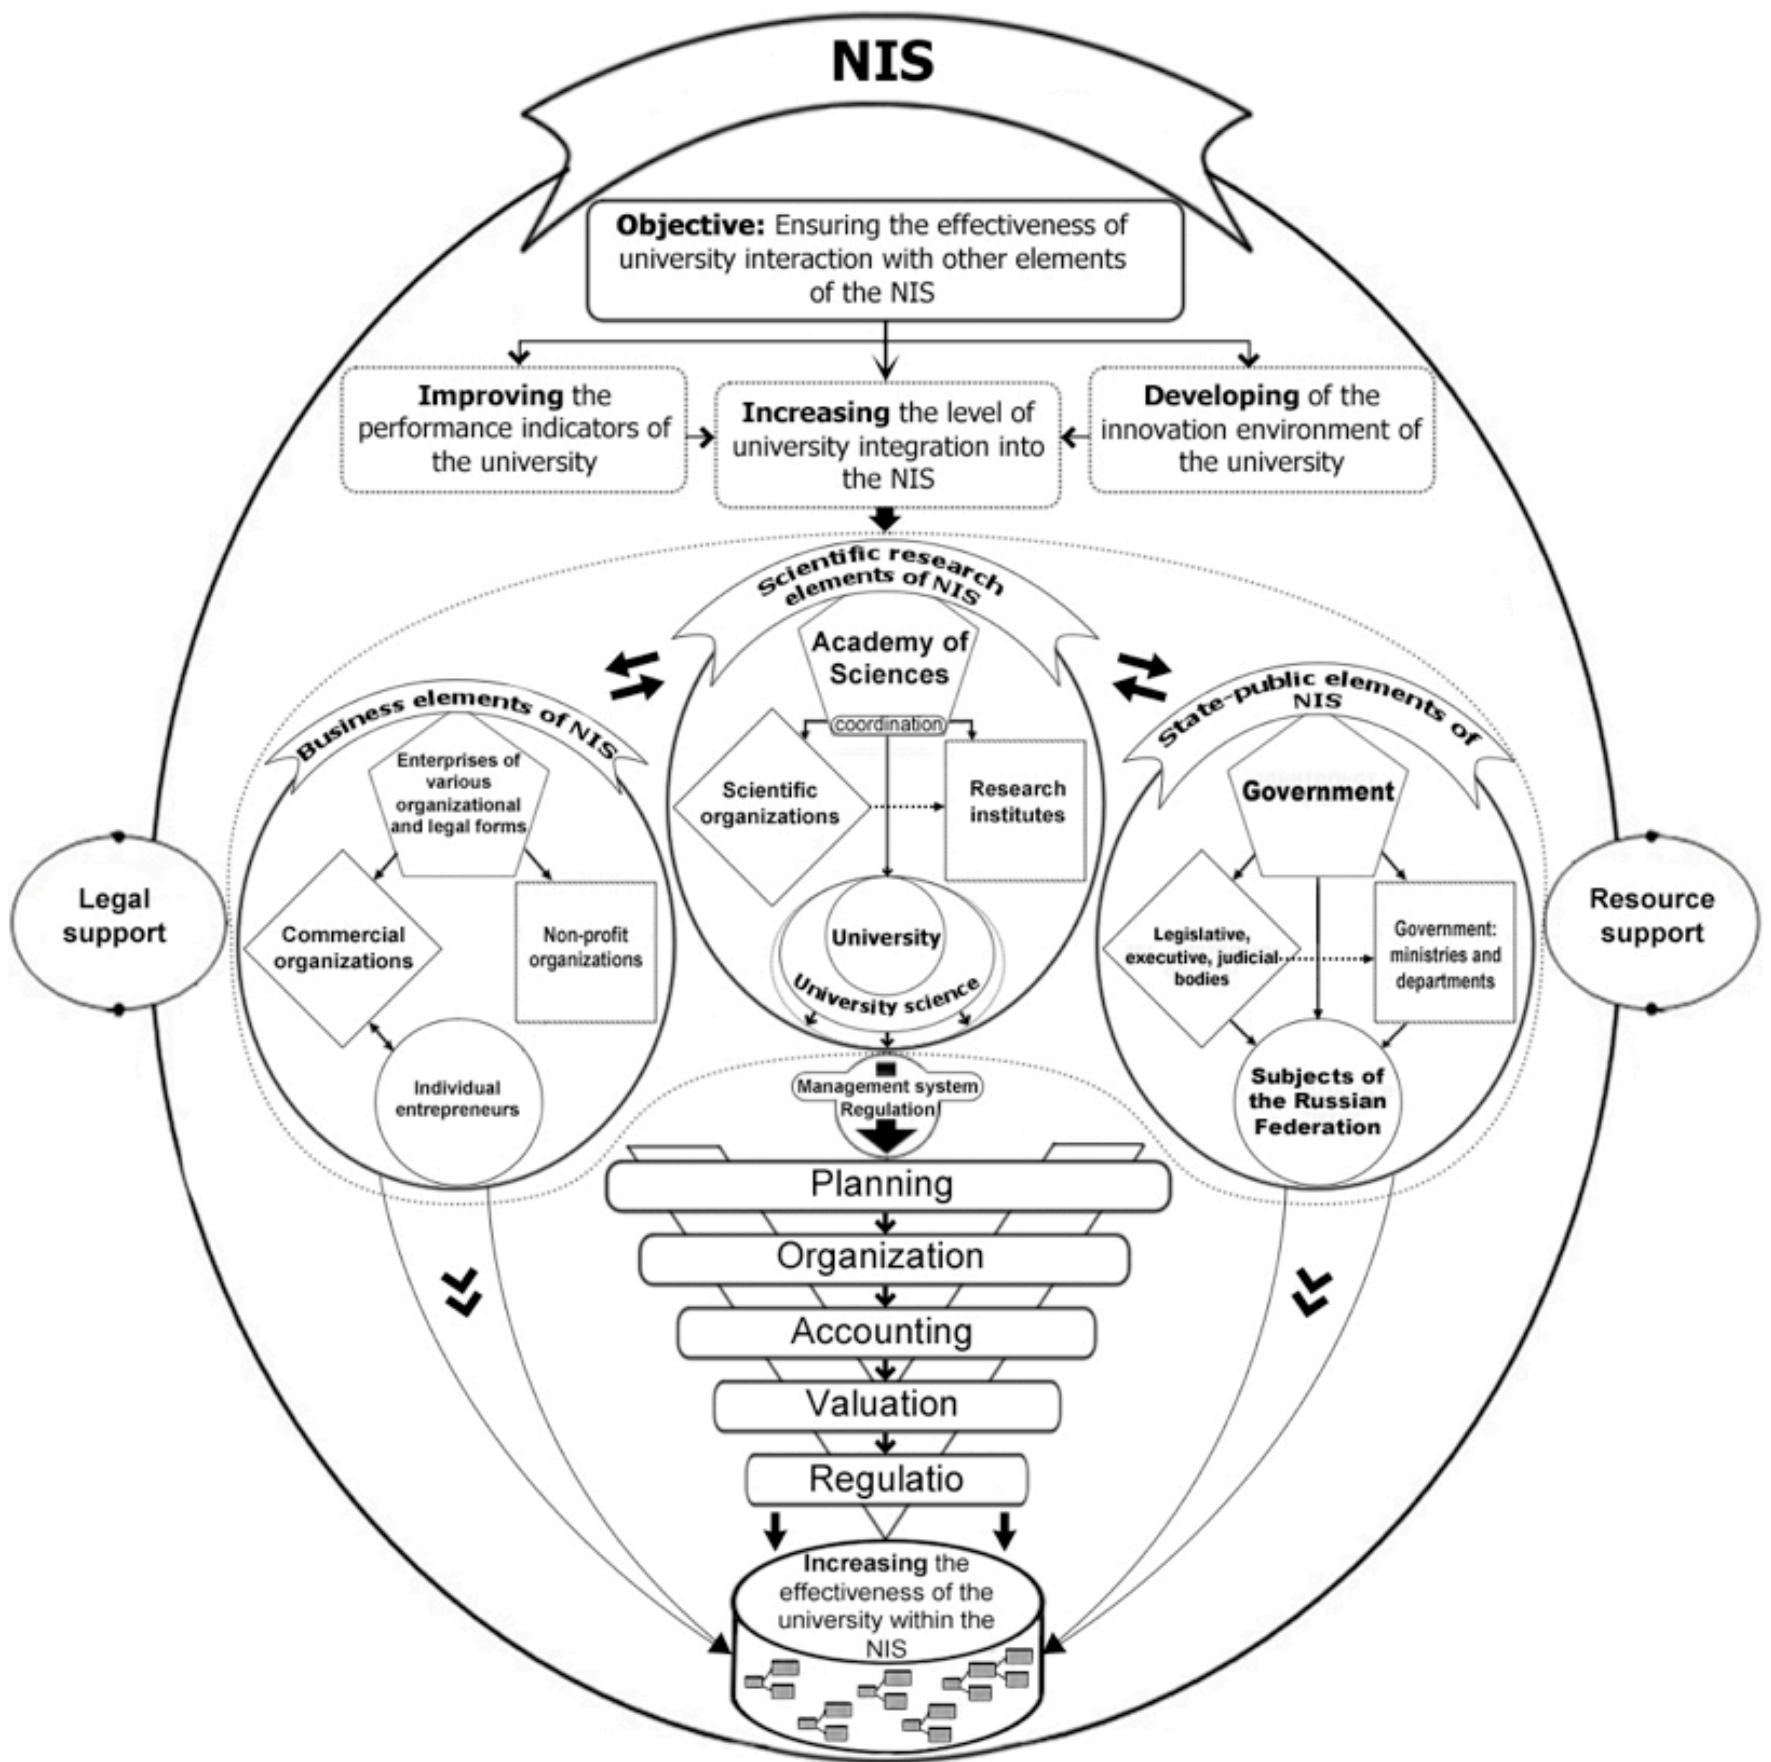 NIS
Objective: Ensuring the effectiveness of
university interaction with other elements
of the NIS
Improving the
performance indicators of
the university
Increasing the level of
university integration into
the NIS
Developing of the
innovation environment of
the university
Scientific research
elements of NIS
Academy of
Sciences
coordination
Scientific
organizations
Research
institutes
University
University science
Business elements of NIS
Enterprises of
various
organizational
and legal forms
Commercial
organizations
Non-profit
organizations
Individual
entrepreneurs
State-public elements of
NIS
Government
Legislative,
executive, judicial
bodies
Government:
ministries and
departments
Subjects of
the Russian
Federation
Legal
support
Resource
support
Management system
Regulation
Planning
Organization
Accounting
Valuation
Regulatio
Increasing the
effectiveness of the
university within the
NIS